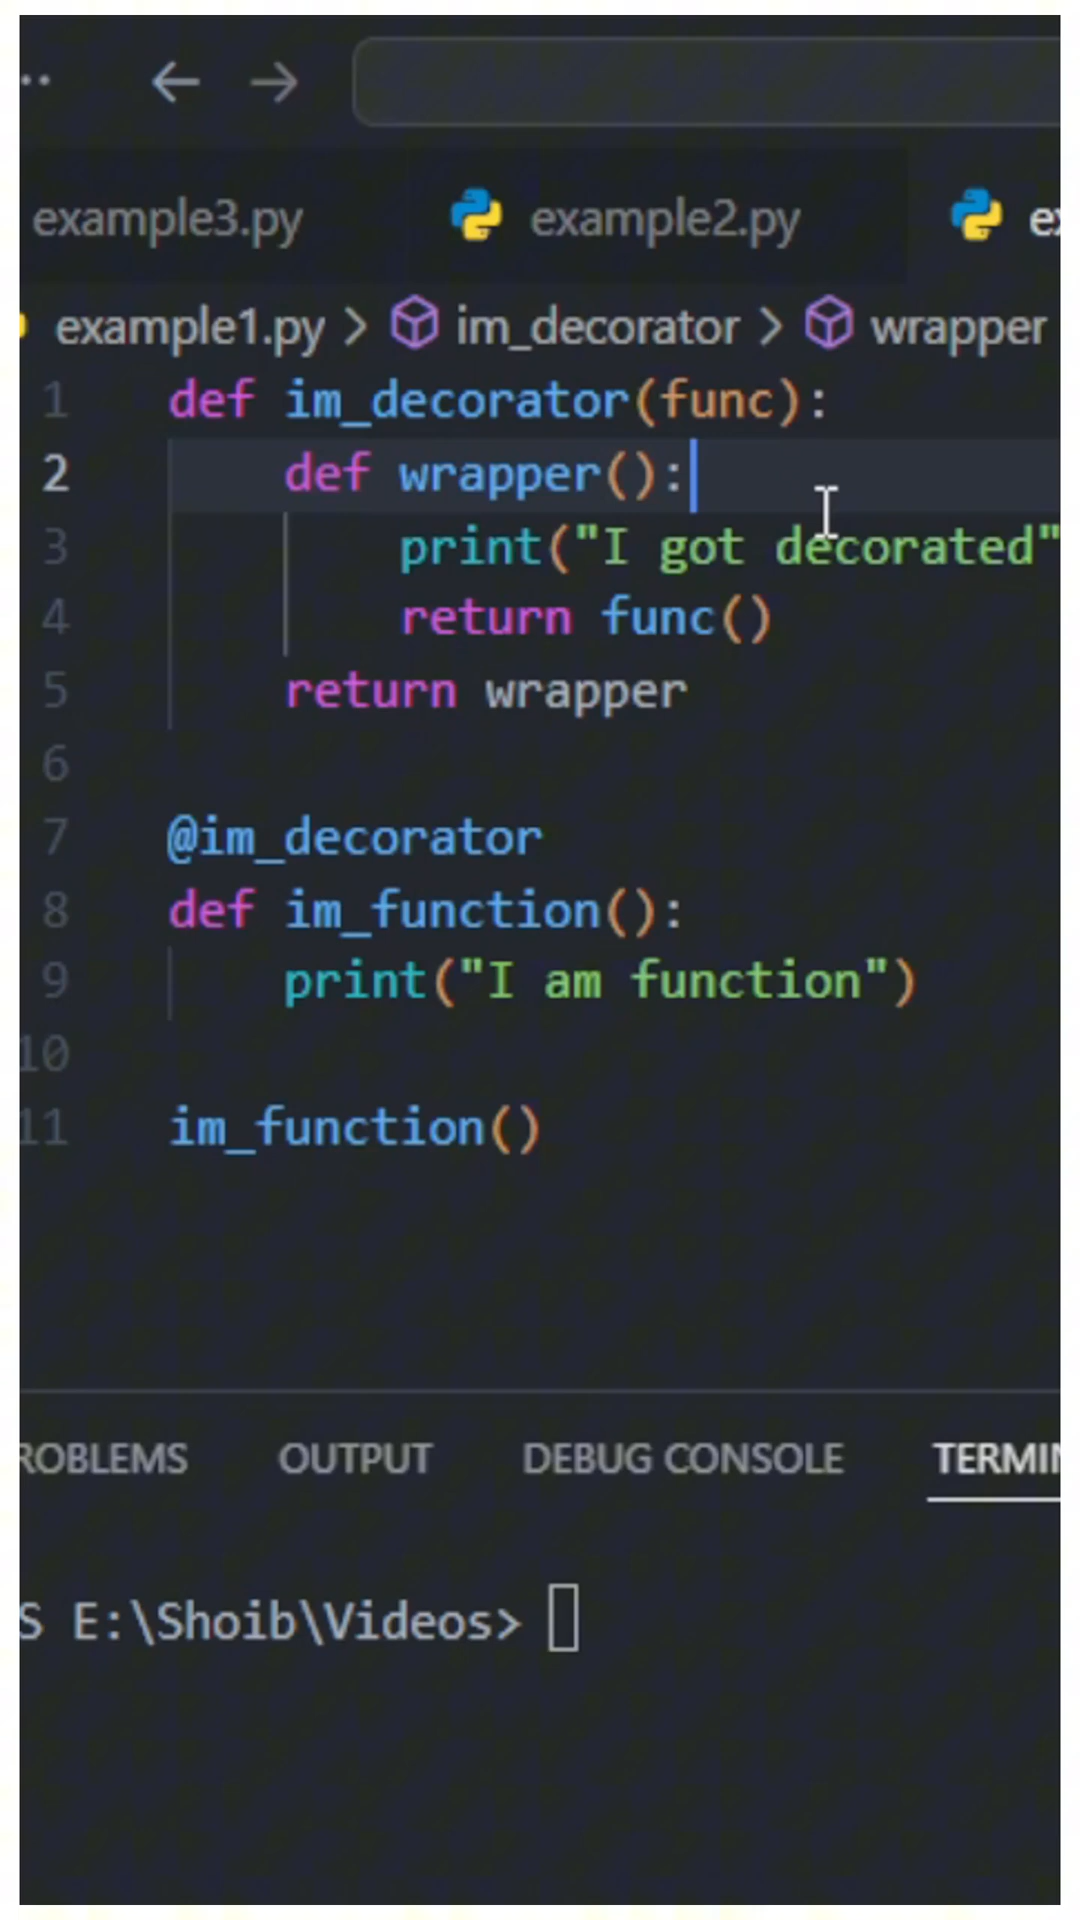 example3.py example2.py
example1.py > im_decorator > wrapper
1 def im_decorator(func):
2 def wrapper():
3 print("I got decorated"
4 return func()
5 return wrapper
6
7 @im_decorator
8 def im_function():
9 print("I am function")
10
11 im_function()
ROBLEMS OUTPUT DEBUG CONSOLE TERMIN
S E:\Shoib\Videos>